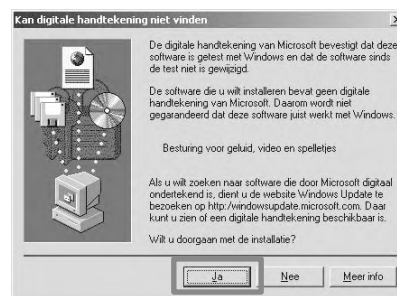 Kan digitale handtekening niet vinden
De digitale handtekening van Microsoft bevestigt dat deze
software is getest met Windows en dat de software sinds
de test niet is gewijzigd.
De software die u wilt installeren bevat geen digitale
handtekening van Microsoft. Daarom wordt niet
gegarandeerd dat deze software juist werkt met Windows.
Besturing voor geluid, video en spelletjes
Als u wilt zoeken naar software die door Microsoft digitaal
ondertekend is, dient u de website Windows Update te
bezoeken op http:/windowsupdate.microsoft.com. Daar
kunt u zien of een digitale handtekening beschikbaar is.
Wilt u doorgaan met de installatie?
Ja Nee Meer info